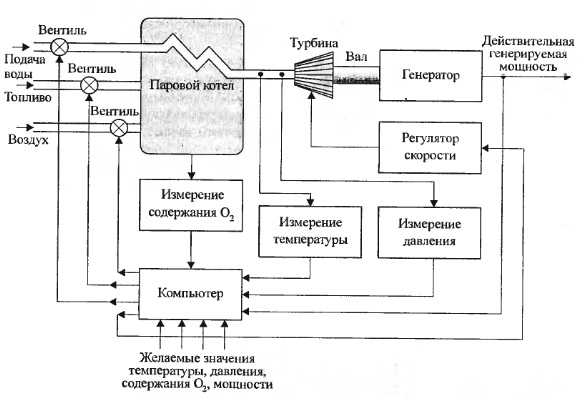 Вентиль
Подача
воды
Вентиль
Топливо
Вентиль
Воздух
Паровой котел
Турбина
Вал
Генератор
Действительная
генерируемая
мощность
Регулятор
скорости
Измерение
содержания O₂
Измерение
температуры
Измерение
давления
Компьютер
Желаемые значения
температуры, давления,
содержания O₂, мощности